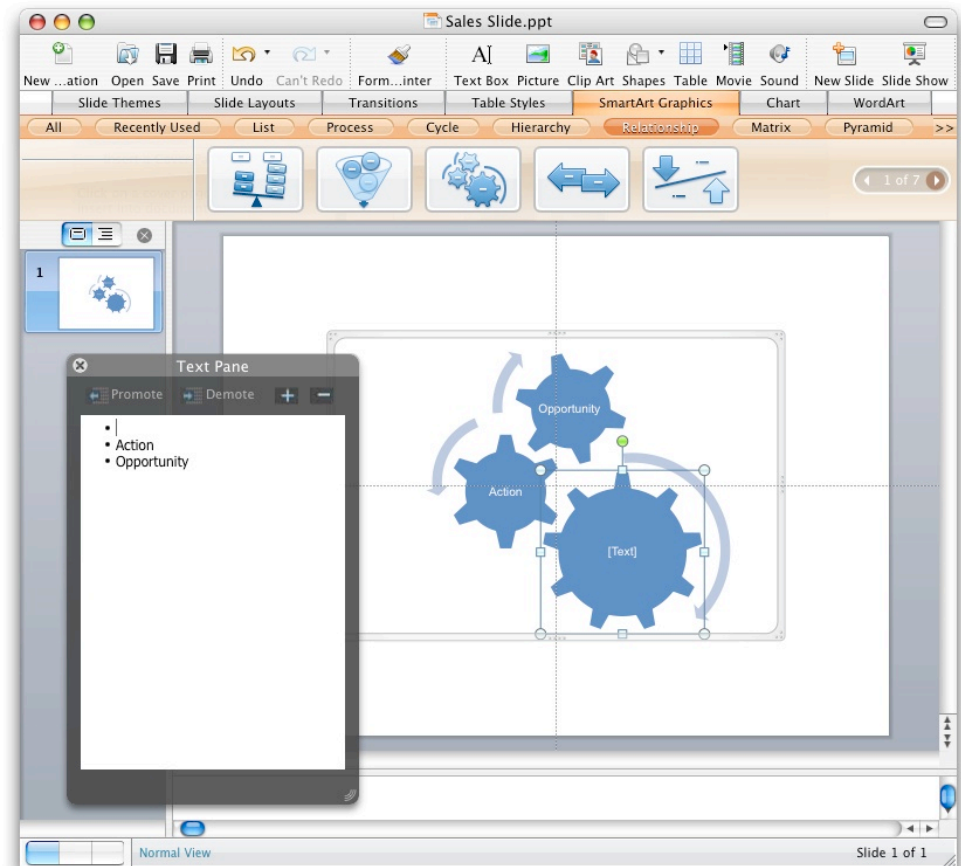 Sales Slide.ppt
New ...ation Open Save Print Undo Can't Redo Form...inter Text Box Picture Clip Art Shapes Table Movie Sound New Slide Slide Show
Slide Themes Slide Layouts Transitions Table Styles SmartArt Graphics Chart WordArt
All Recently Used List Process Cycle Hierarchy Relationship Matrix Pyramid >>
1 of 7
1
Text Pane
Promote Demote
• 
• Action
• Opportunity
Opportunity
Action
[Text]
Normal View Slide 1 of 1